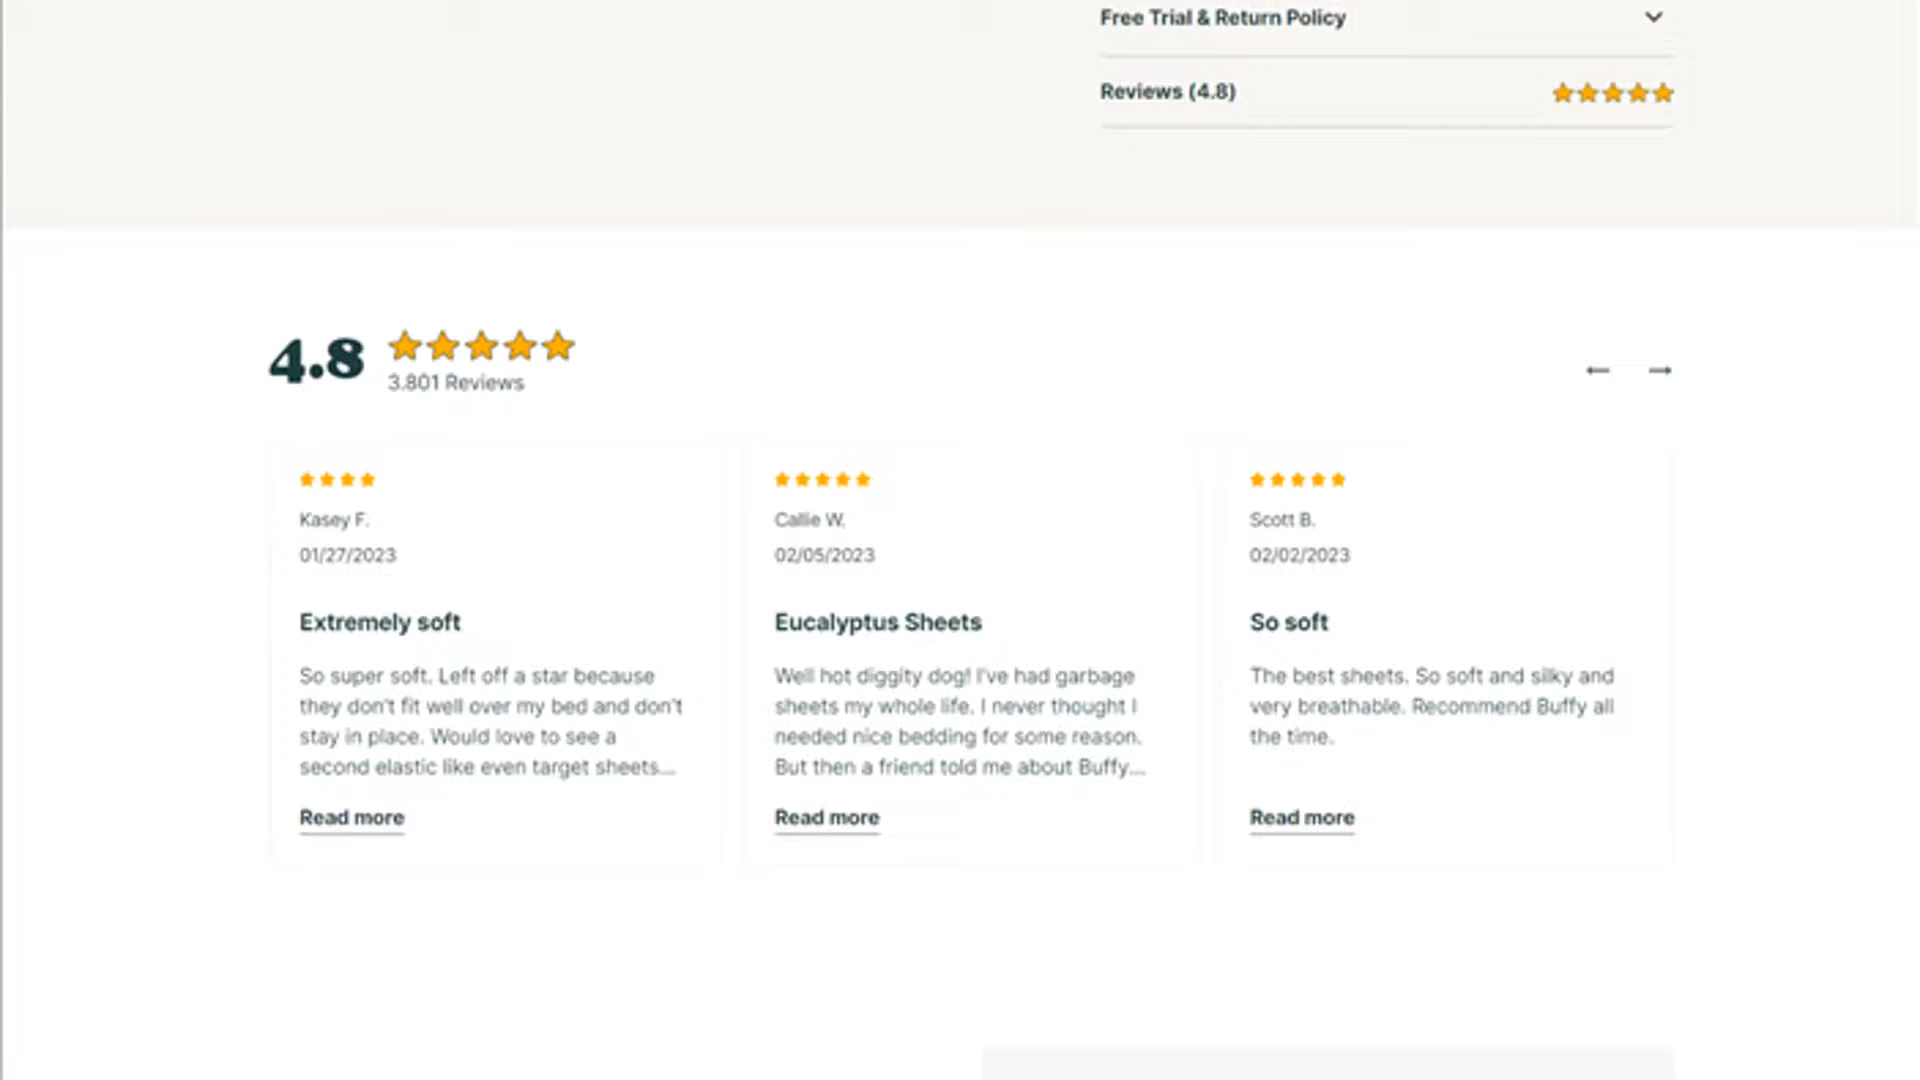 Free Trial & Return Policy
Reviews (4.8)
4.8
3.801 Reviews
Kasey F.
01/27/2023
Extremely soft
So super soft. Left off a star because
they don't fit well over my bed and don't
stay in place. Would love to see a
second elastic like even target sheets...
Read more
Callie W.
02/05/2023
Eucalyptus Sheets
Well hot diggity dog! I've had garbage
sheets my whole life. I never thought I
needed nice bedding for some reason.
But then a friend told me about Buffy...
Read more
Scott B.
02/02/2023
So soft
The best sheets. So soft and silky and
very breathable. Recommend Buffy all
the time.
Read more